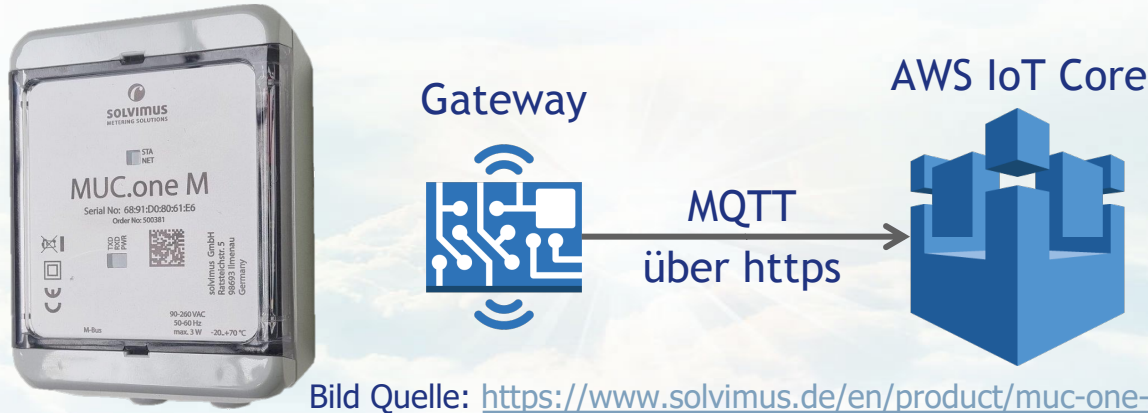 SOLVIMUS
METERING SOLUTIONS
STA
NET
MUC.one M
Serial No: 68:91:D0:80:61:E6
Order No: 500381
TXD
RXD
PWR
solvimus GmbH
Ratsteichstr. 5
98693 Ilmenau
Germany
CE
M-Bus
90-260 VAC
50-60 Hz
max. 3 W -20..+70 °C
Gateway
MQTT
über https
AWS IoT Core
Bild Quelle: https://www.solvimus.de/en/product/muc-one-